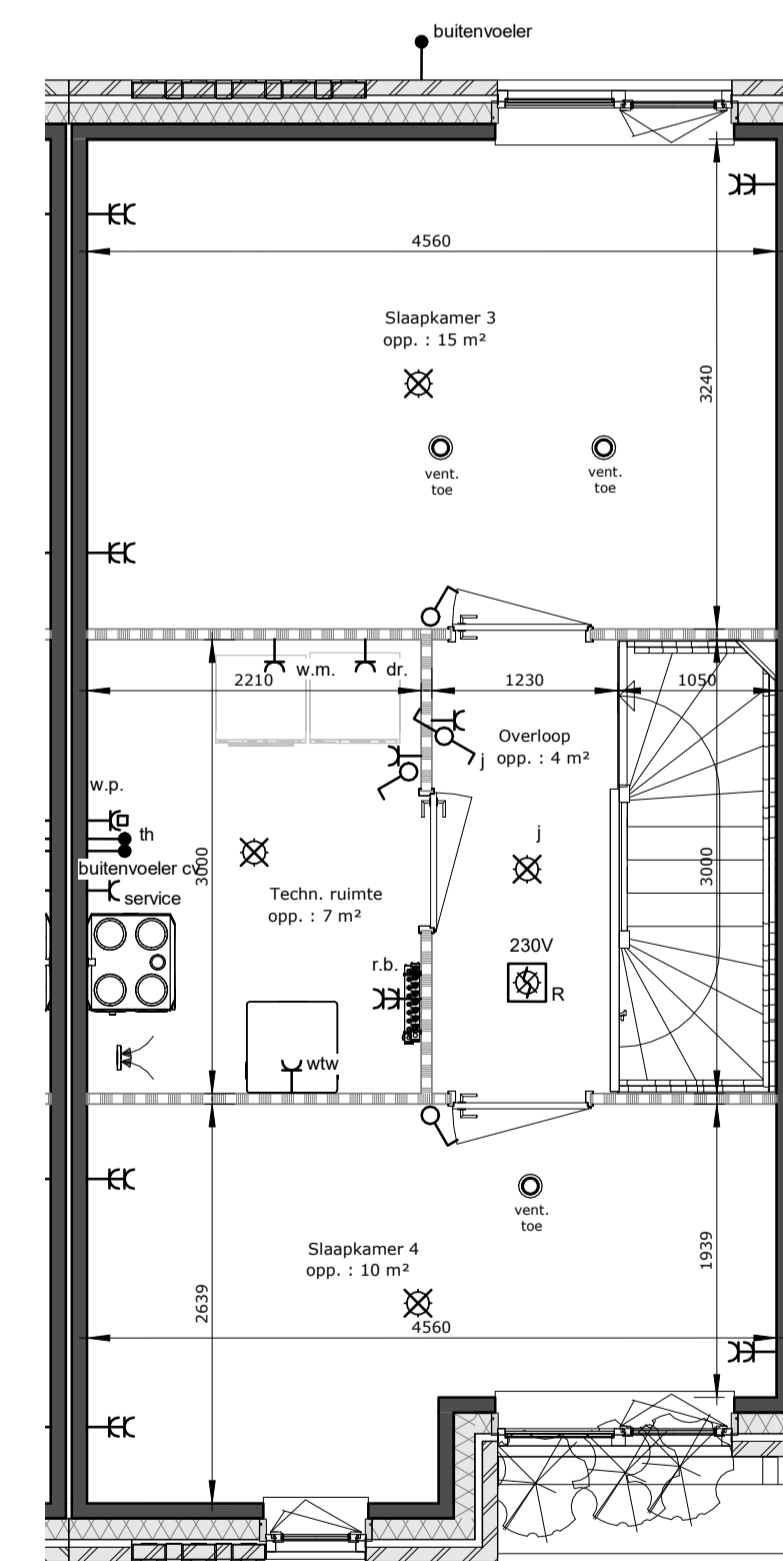 buitenvoeler
4560
Slaapkamer 3
opp. : 15 m²
3240
vent.
toe
vent.
toe
w.m.
dr.
2210
1230
1050
Overloop
opp. : 4 m²
j
w.p.
th
buitenvoeler cv
service
3000
j
3000
Techn. ruimte
opp. : 7 m²
230V
r.b.
R
wtw
vent.
toe
Slaapkamer 4
opp. : 10 m²
1939
2639
4560